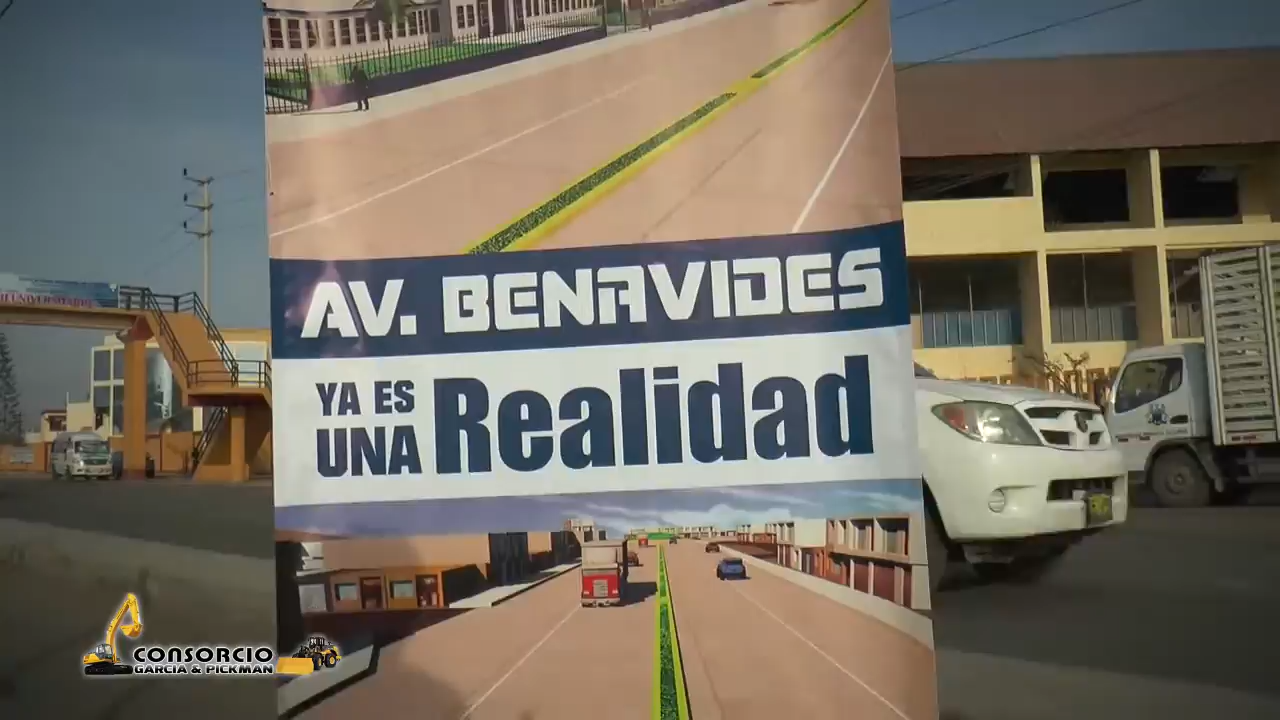 AV. BENAVIDES
YA ES
UNA Realidad
CONSORCIO
GARCIA & PICKMAN